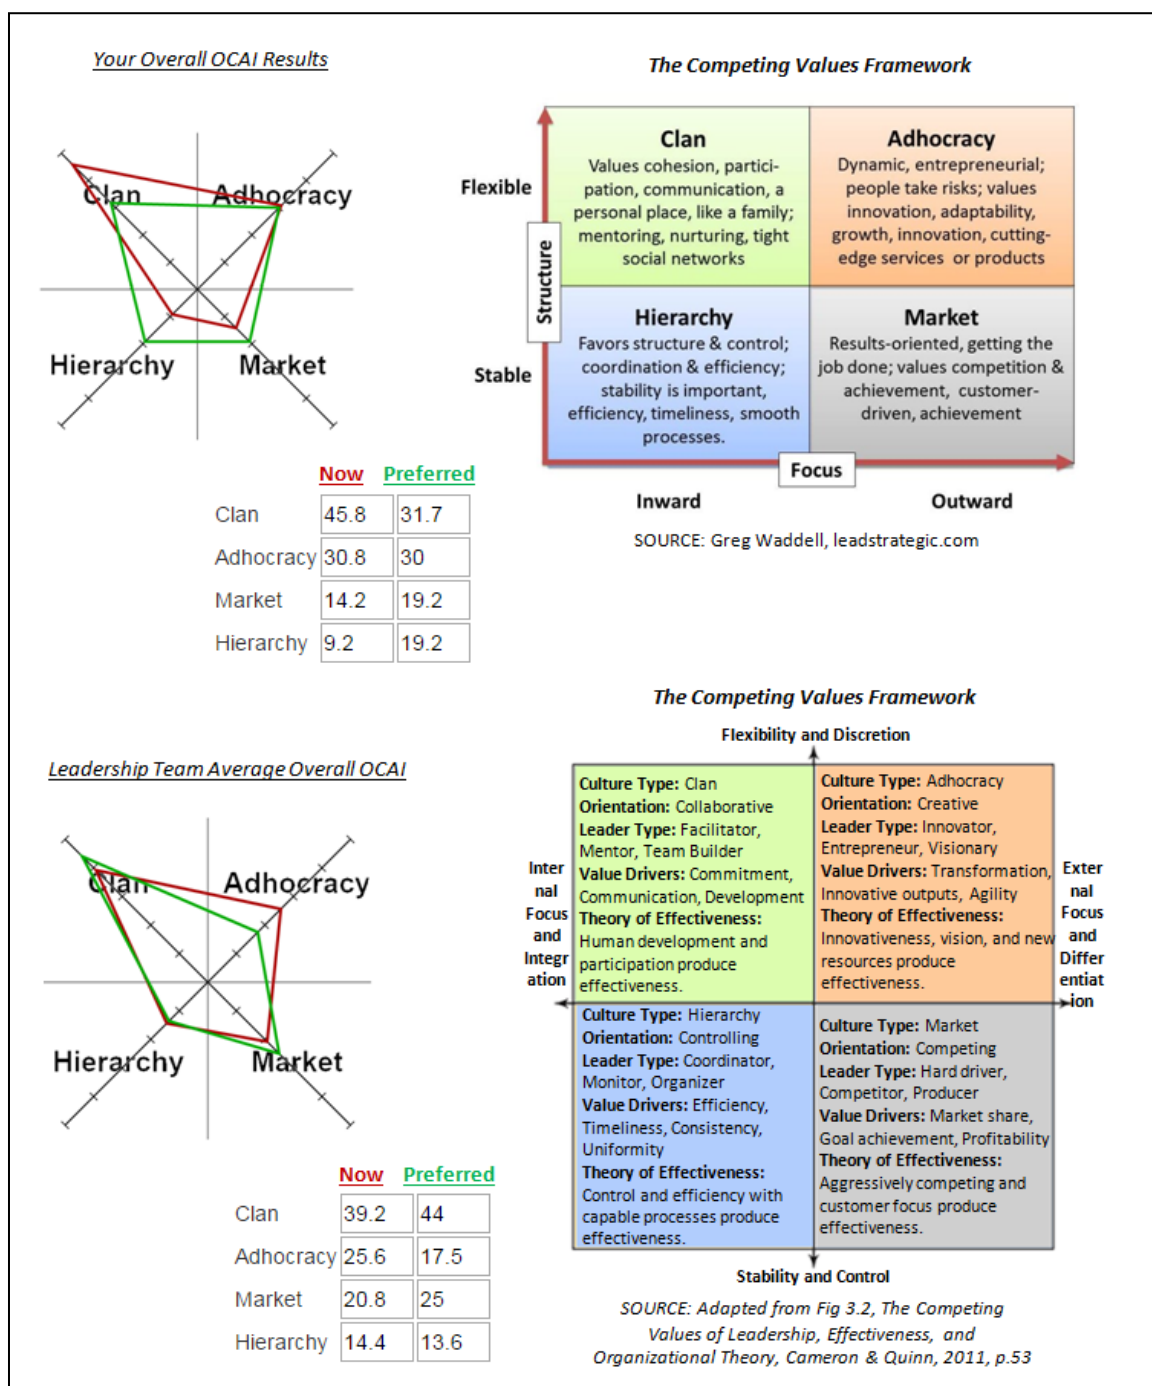 Your Overall OCAI Results
Clan
Adhocracy
Hierarchy
Market
Now Preferred
Clan 45.8 31.7
Adhocracy 30.8 30
Market 14.2 19.2
Hierarchy 9.2 19.2
The Competing Values Framework
Flexible
Stable
Structure
Clan
Values cohesion, partici-
pation, communication, a
personal place, like a family;
mentoring, nurturing, tight
social networks
Adhocracy
Dynamic, entrepreneurial;
people take risks; values
innovation, adaptability,
growth, innovation, cutting-
edge services or products
Hierarchy
Favors structure & control;
coordination & efficiency;
stability is important,
efficiency, timeliness, smooth
processes.
Market
Results-oriented, getting the
job done; values competition &
achievement, customer-
driven, achievement
Focus
Inward
Outward
SOURCE: Greg Waddell, leadstrategic.com
Leadership Team Average Overall OCAI
Clan
Adhocracy
Hierarchy
Market
Now Preferred
Clan 39.2 44
Adhocracy 25.6 17.5
Market 20.8 25
Hierarchy 14.4 13.6
The Competing Values Framework
Flexibility and Discretion
Inter
nal
Focus
and
Integr
ation
Culture Type: Clan
Orientation: Collaborative
Leader Type: Facilitator,
Mentor, Team Builder
Value Drivers: Commitment,
Communication, Development
Theory of Effectiveness:
Human development and
participation produce
effectiveness.
Culture Type: Adhocracy
Orientation: Creative
Leader Type: Innovator,
Entrepreneur, Visionary
Value Drivers: Transformation,
Innovative outputs, Agility
Theory of Effectiveness:
Innovativeness, vision, and new
resources produce
effectiveness.
Exter
nal
Focus
and
Differ
entiat
ion
Culture Type: Hierarchy
Orientation: Controlling
Leader Type: Coordinator,
Monitor, Organizer
Value Drivers: Efficiency,
Timeliness, Consistency,
Uniformity
Theory of Effectiveness:
Control and efficiency with
capable processes produce
effectiveness.
Culture Type: Market
Orientation: Competing
Leader Type: Hard driver,
Competitor, Producer
Value Drivers: Market share,
Goal achievement, Profitability
Theory of Effectiveness:
Aggressively competing and
customer focus produce
effectiveness.
Stability and Control
SOURCE: Adapted from Fig 3.2, The Competing
Values of Leadership, Effectiveness, and
Organizational Theory, Cameron & Quinn, 2011, p.53